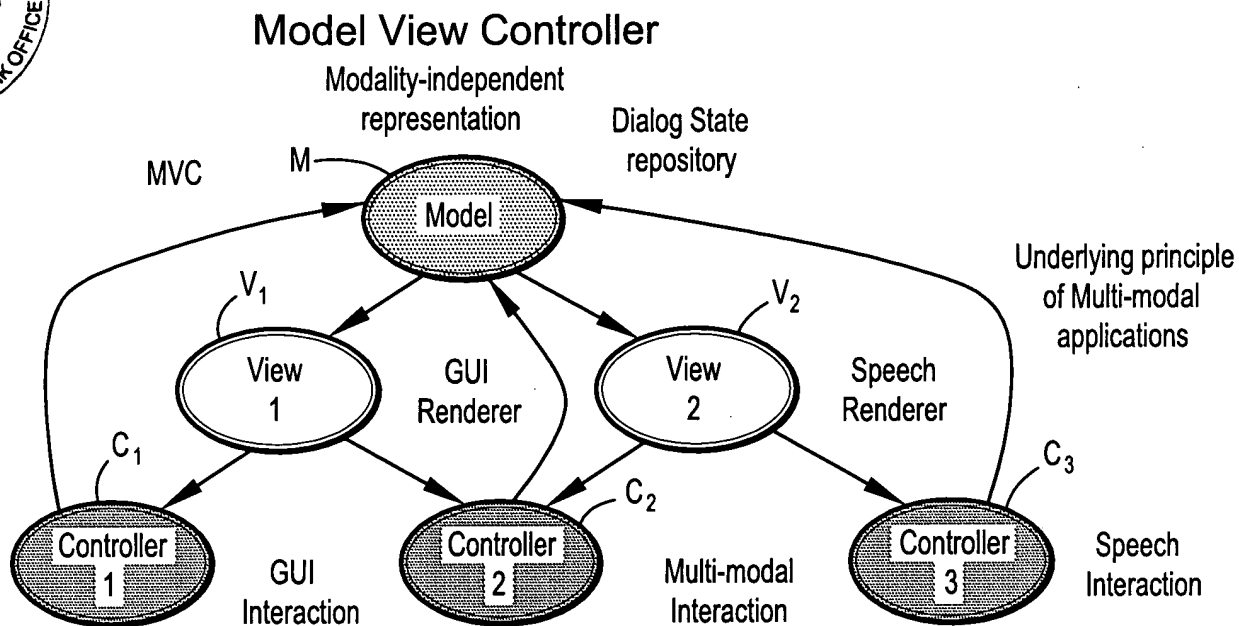 OFFICE
Model View Controller
Modality-independent
representation
Dialog State
repository
MVC
M
Model
Underlying principle
of Multi-modal
applications
V1
V2
View
1
GUI
Renderer
View
2
Speech
Renderer
C1
C2
C3
Controller
1
GUI
Interaction
Controller
2
Multi-modal
Interaction
Controller
3
Speech
Interaction